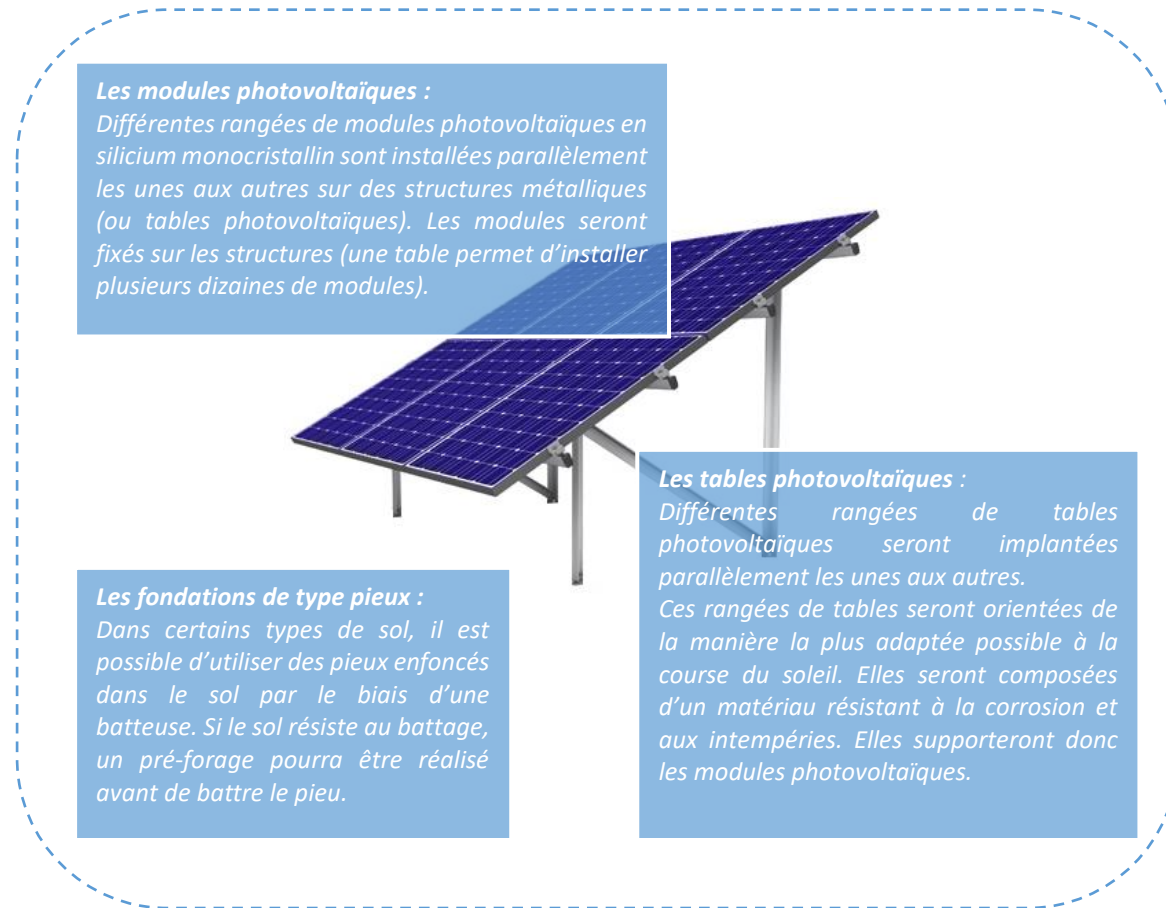 Les modules photovoltaïques :
Différentes rangées de modules photovoltaïques en
silicium monocristallin sont installées parallèlement
les unes aux autres sur des structures métalliques
(ou tables photovoltaïques). Les modules seront
fixés sur les structures (une table permet d’installer
plusieurs dizaines de modules).
Les tables photovoltaïques :
Différentes rangées de tables
photovoltaïques seront implantées
parallèlement les unes aux autres.
Ces rangées de tables seront orientées de
la manière la plus adaptée possible à la
course du soleil. Elles seront composées
d’un matériau résistant à la corrosion et
aux intempéries. Elles supporteront donc
les modules photovoltaïques.
Les fondations de type pieux :
Dans certains types de sol, il est
possible d’utiliser des pieux enfoncés
dans le sol par le biais d’une
batteuse. Si le sol résiste au battage,
un pré-forage pourra être réalisé
avant de battre le pieu.